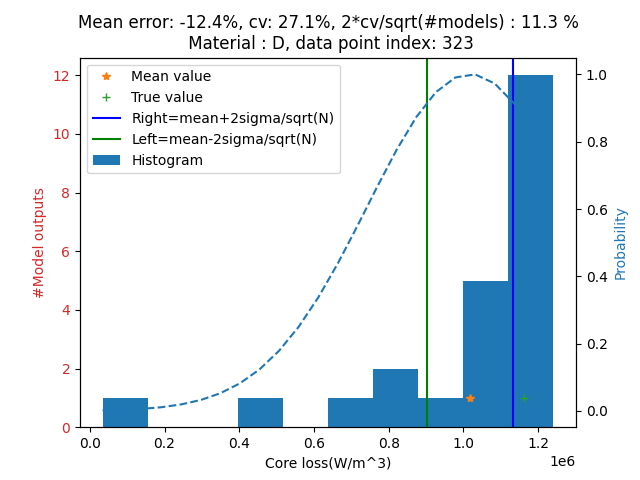 Mean error: -12.4%, cv: 27.1%, 2*cv/sqrt(#models) : 11.3 %
Material : D, data point index: 323
Mean value
True value
Right=mean+2sigma/sqrt(N)
Left=mean-2sigma/sqrt(N)
Histogram
#Model outputs
12
10
8
6
4
2
0
1.0
0.8
0.6
0.4
0.2
0.0
Probability
0.0 0.2 0.4 0.6 0.8 1.0 1.2
1e6
Core loss(W/m^3)